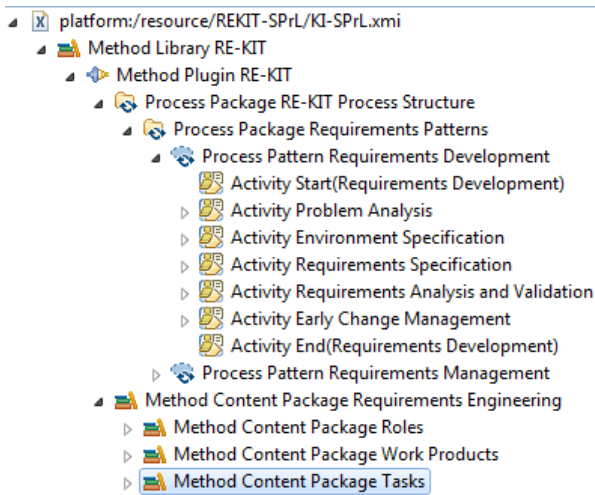 platform:/resource/REKIT-SPrL/KI-SPrL.xmi
Method Library RE-KIT
Method Plugin RE-KIT
Process Package RE-KIT Process Structure
Process Package Requirements Patterns
Process Pattern Requirements Development
Activity Start(Requirements Development)
Activity Problem Analysis
Activity Environment Specification
Activity Requirements Specification
Activity Requirements Analysis and Validation
Activity Early Change Management
Activity End(Requirements Development)
Process Pattern Requirements Management
Method Content Package Requirements Engineering
Method Content Package Roles
Method Content Package Work Products
Method Content Package Tasks